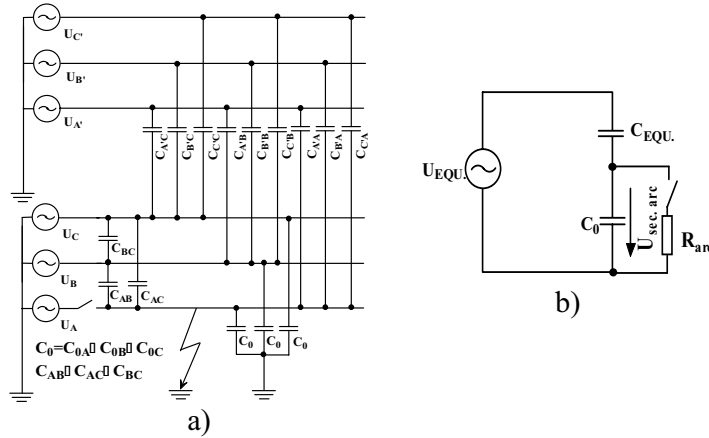 U_C'
U_B'
U_A'
C_A'C
C_B'C
C_C'C
C_A'B
C_B'B
C_C'B
C_A'A
C_B'A
C_C'A
U_C
C_BC
U_B
C_AB
C_AC
U_A
C_0
C_0
C_0
C_0=C_0A▯ C_0B▯ C_0C
C_AB▯ C_AC▯ C_BC
a)
C_EQU.
U_EQU.
C_0
U_sec. arc
R_arc
b)